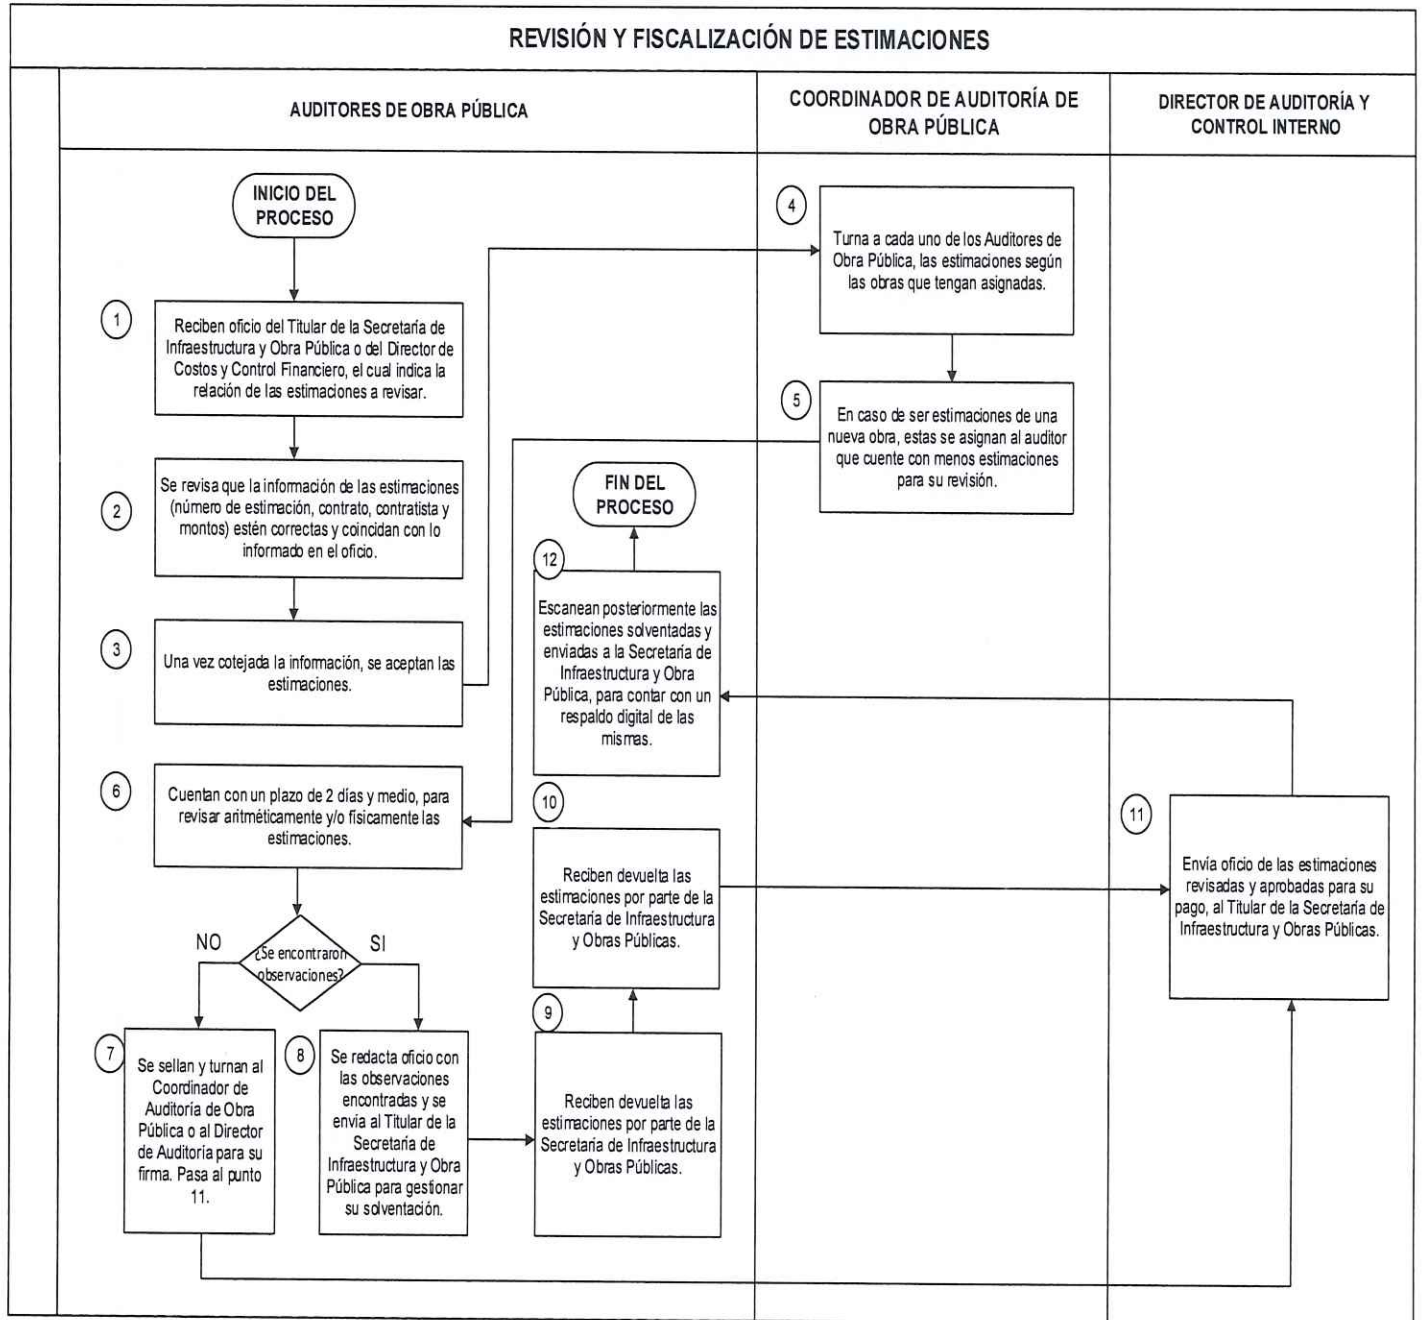 REVISIÓN Y FISCALIZACIÓN DE ESTIMACIONES
AUDITORES DE OBRA PÚBLICA
COORDINADOR DE AUDITORÍA DE
OBRA PÚBLICA
DIRECTOR DE AUDITORÍA Y
CONTROL INTERNO
INICIO DEL
PROCESO
1
Reciben oficio del Titular de la Secretaría de
Infraestructura y Obra Pública o del Director de
Costos y Control Financiero, el cual indica la
relación de las estimaciones a revisar.
2
Se revisa que la información de las estimaciones
(número de estimación, contrato, contratista y
montos) estén correctas y coincidan con lo
informado en el oficio.
3
Una vez cotejada la información, se aceptan las
estimaciones.
4
Turna a cada uno de los Auditores de
Obra Pública, las estimaciones según
las obras que tengan asignadas.
5
En caso de ser estimaciones de una
nueva obra, estas se asignan al auditor
que cuente con menos estimaciones
para su revisión.
6
Cuentan con un plazo de 2 días y medio, para
revisar aritméticamente y/o físicamente las
estimaciones.
¿Se encontraron
observaciones?
NO
SI
7
Se sellan y turnan al
Coordinador de
Auditoría de Obra
Pública o al Director
de Auditoría para su
firma. Pasa al punto
11.
8
Se redacta oficio con
las observaciones
encontradas y se
envía al Titular de la
Secretaría de
Infraestructura y Obra
Pública para gestionar
su solventación.
9
Reciben devuelta las
estimaciones por parte de la
Secretaría de Infraestructura
y Obras Públicas.
10
Reciben devuelta las
estimaciones por parte de la
Secretaría de Infraestructura
y Obras Públicas.
11
Envía oficio de las estimaciones
revisadas y aprobadas para su
pago, al Titular de la Secretaría de
Infraestructura y Obras Públicas.
12
Escanean posteriormente las
estimaciones solventadas y
enviadas a la Secretaría de
Infraestructura y Obra
Pública, para contar con un
respaldo digital de las
mismas.
FIN DEL
PROCESO